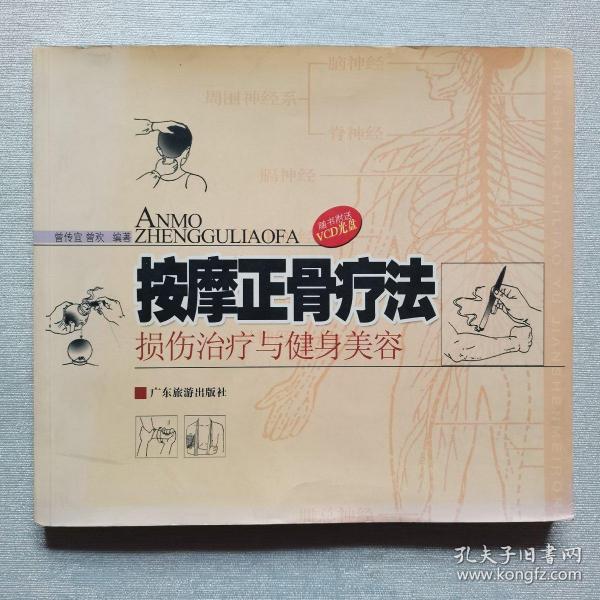 脑神经
周围神经系
脊神经
脑神经
ANMO
ZHENGGULIAOFA
随书附送
VCD光盘
曾传宜 曾欢 编著
按摩正骨疗法
损伤治疗与健身美容
广东旅游出版社
孔夫子旧书网
www.kongfz.com